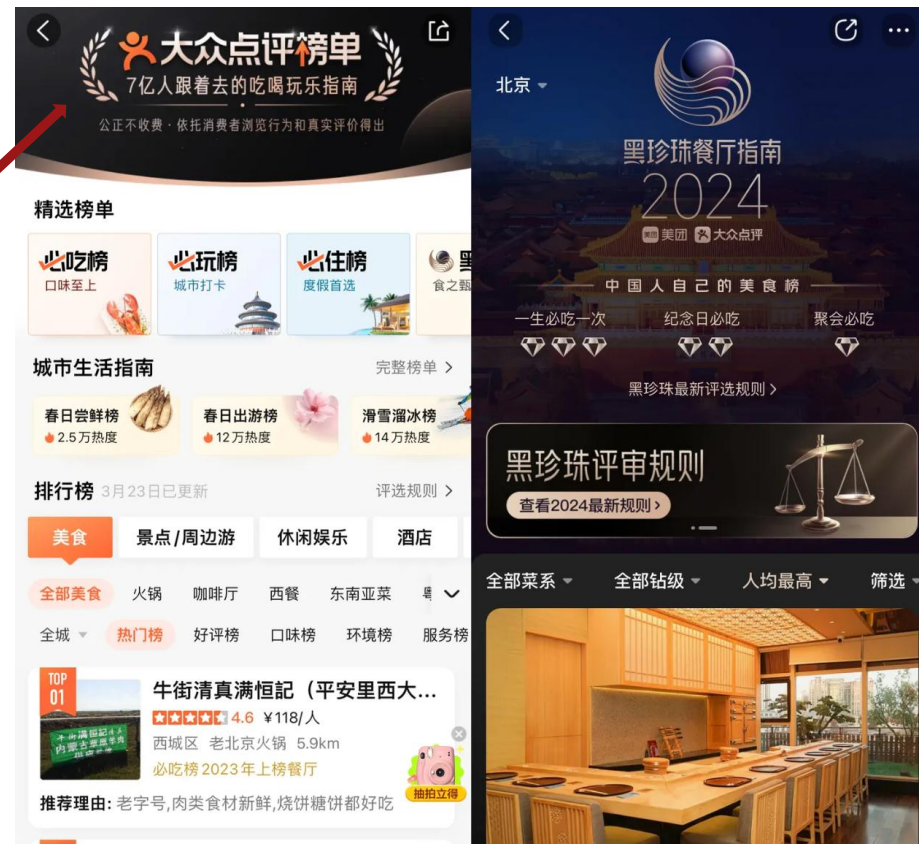 大众点评榜单
7亿人跟着去的吃喝玩乐指南
公正不收费·依托消费者浏览行为和真实评价得出
精选榜单
必吃榜
口味至上
必玩榜
城市打卡
必住榜
度假首选
食之甄
城市生活指南
完整榜单 >
春日尝鲜榜
2.5万热度
春日出游榜
12万热度
滑雪溜冰榜
14万热度
排行榜 3月23日已更新
评选规则 >
美食 景点/周边游 休闲娱乐 酒店
全部美食 火锅 咖啡厅 西餐 东南亚菜
全城 热门榜 好评榜 口味榜 环境榜 服务榜
TOP
01
牛街清真满恒記（平安里西大...
4.6 ¥118/人
西城区 老北京火锅 5.9km
必吃榜2023年上榜餐厅
抽拍立得
推荐理由: 老字号,肉类食材新鲜,烧饼糖饼都好吃
北京
黑珍珠餐厅指南
2024
美团 美团 大众点评
中国人自己的美食榜
一生必吃一次 纪念日必吃 聚会必吃
黑珍珠最新评选规则 >
黑珍珠评审规则
查看2024最新规则 >
全部菜系 全部钻级 人均最高 筛选